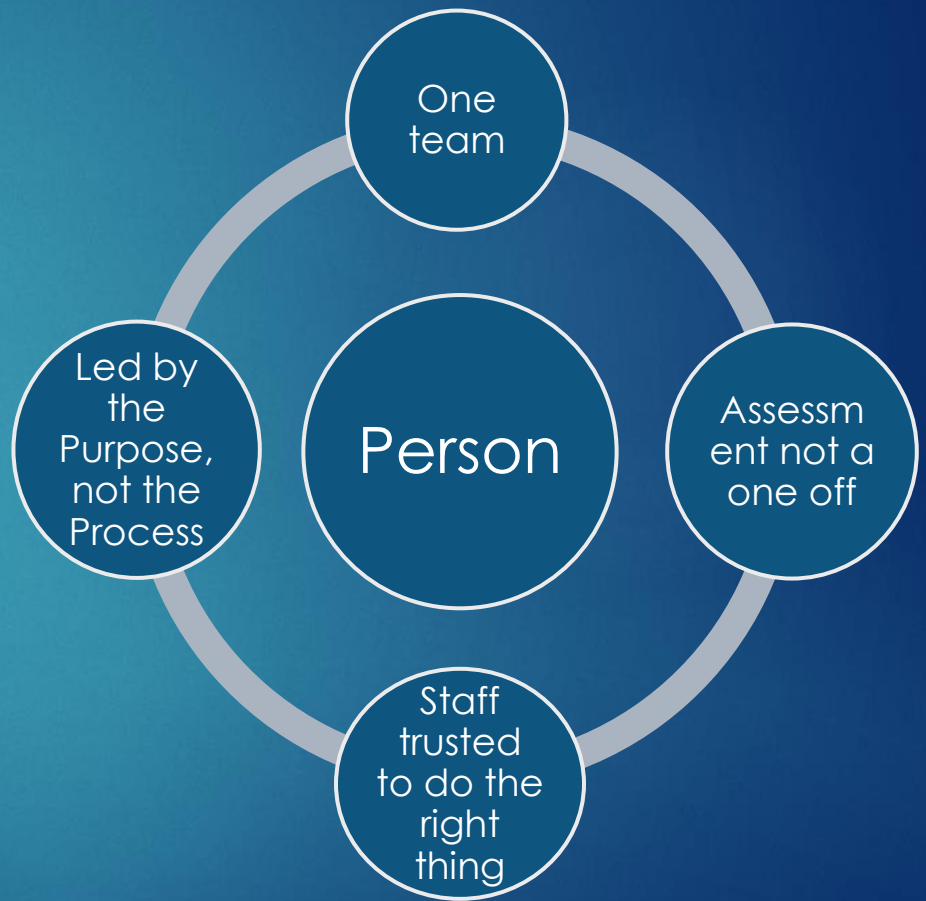 One
team
Led by
the
Purpose,
not the
Process
Person
Assessm
ent not a
one off
Staff
trusted
to do the
right
thing